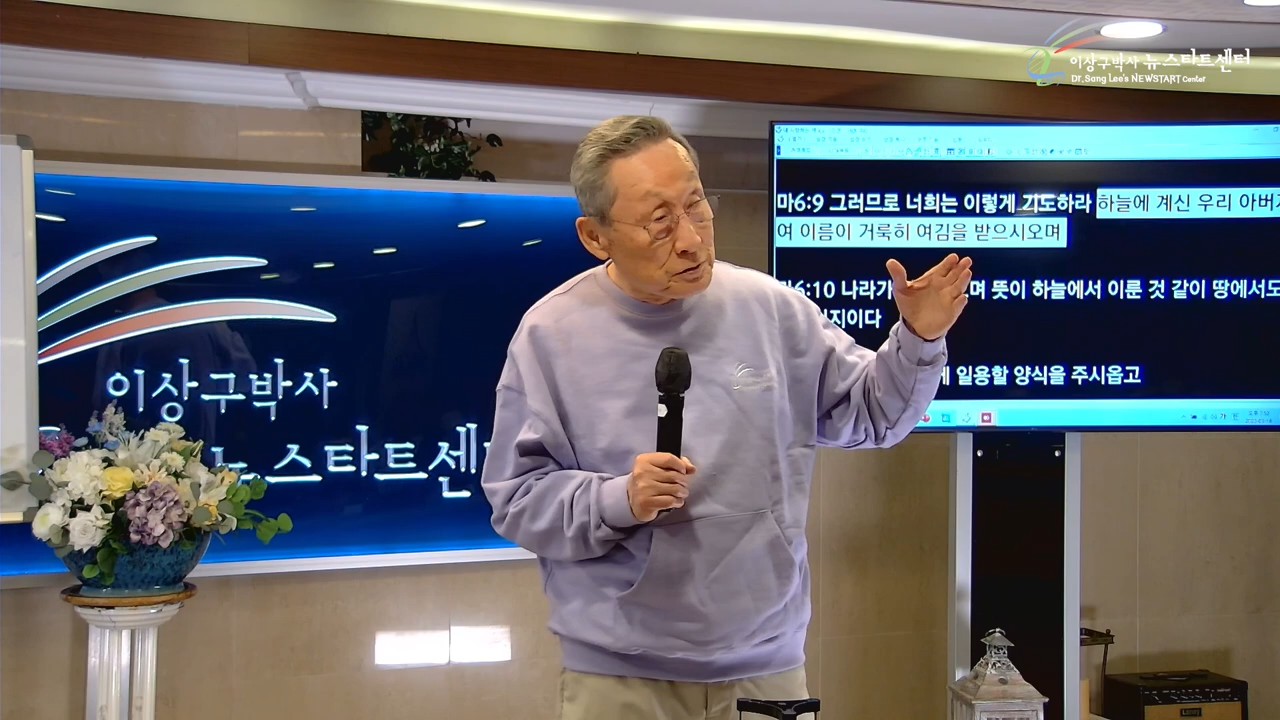 이상구박사 뉴스타트센터
Dr. Sang Lee's NEWSTART Center
마6:9 그러므로 너희는 이렇게 기도하라 하늘에 계신 우리
여 이름이 거룩히 여김을 받으시오며
6:10 나라가 며 뜻이 하늘에서 이룬 것 같이 땅에서도
지이다
일용할 양식을 주시옵고
이상구박사
뉴스타트센